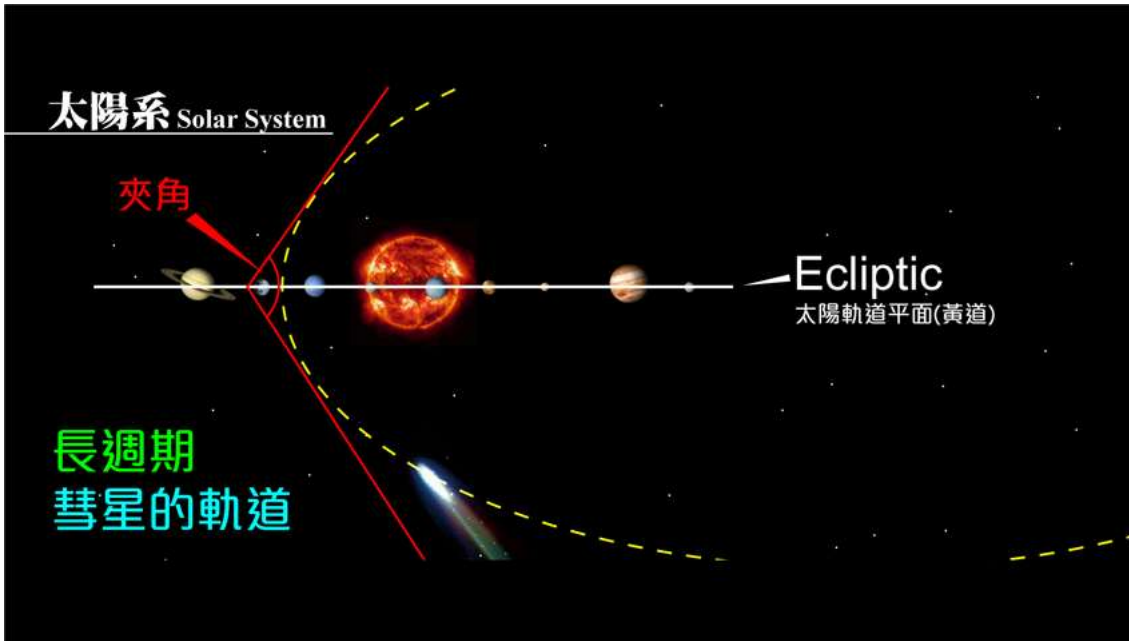 太陽系 Solar System
夾角
Ecliptic
太陽軌道平面(黃道)
長週期
彗星的軌道